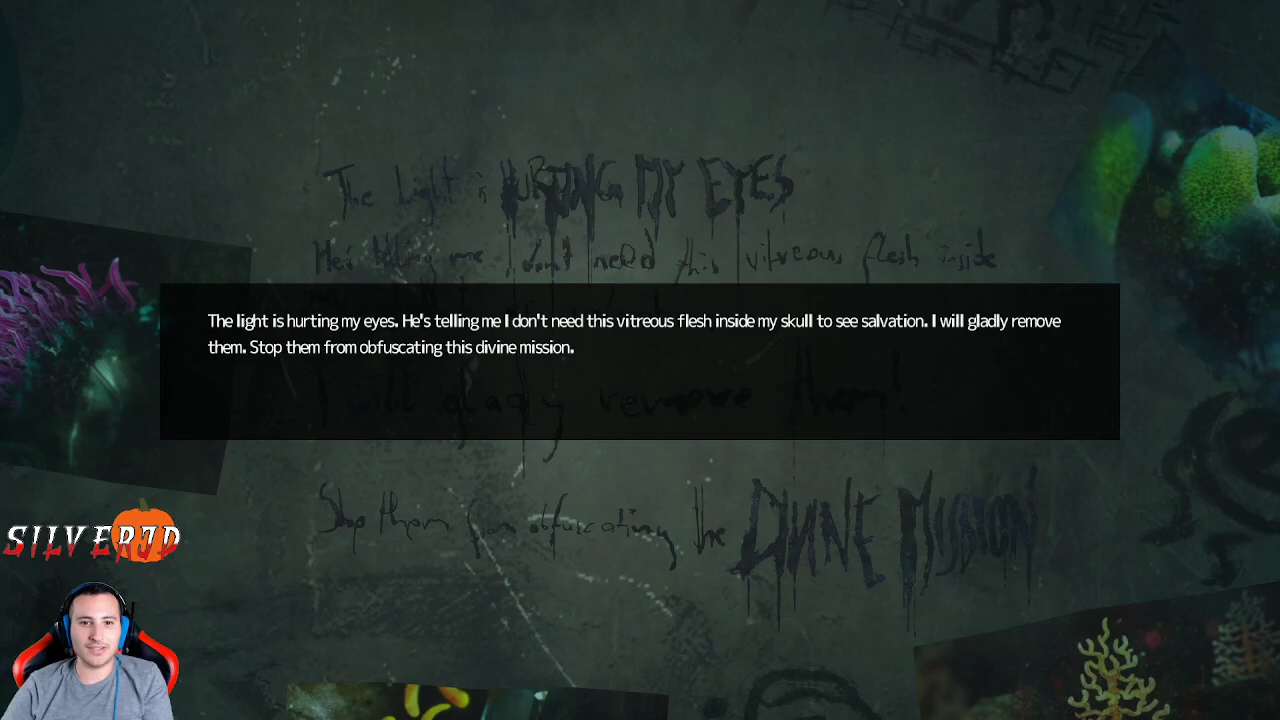 The Light is HURTING MY EYES
He's telling me I don't need this vitreous flesh inside
The light is hurting my eyes. He's telling me I don't need this vitreous flesh inside my skull to see salvation. I will gladly remove
them. Stop them from obfuscating this divine mission.
I will gladly remove them!
Stop them from obfuscating the DIVINE MISSION
SILVERJD